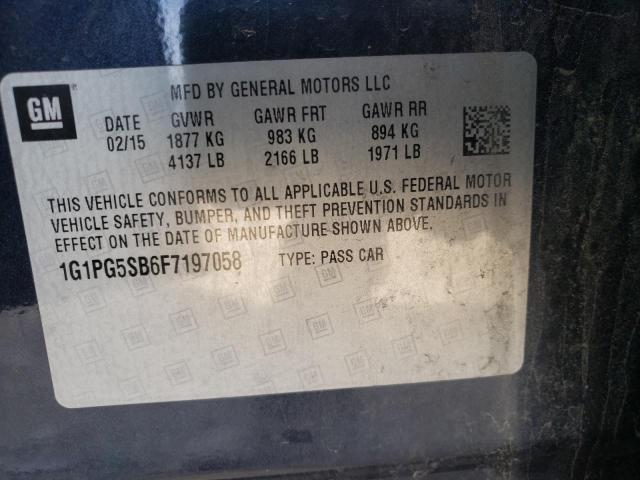 GM
MFD BY GENERAL MOTORS LLC
DATE GVWR GAWR FRT GAWR RR
02/15 1877 KG 983 KG 894 KG
4137 LB 2166 LB 1971 LB
THIS VEHICLE CONFORMS TO ALL APPLICABLE U.S. FEDERAL MOTOR
VEHICLE SAFETY, BUMPER, AND THEFT PREVENTION STANDARDS IN
EFFECT ON THE DATE OF MANUFACTURE SHOWN ABOVE.
1G1PG5SB6F7197058 TYPE: PASS CAR